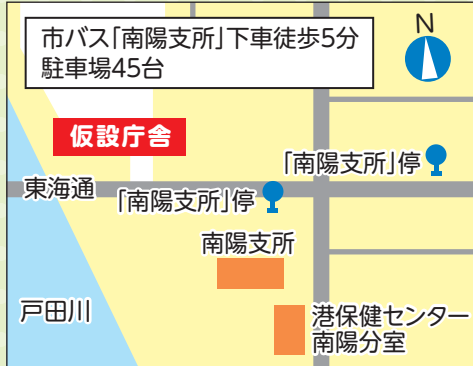 市バス「南陽支所」下車徒歩5分
駐車場45台
N
仮設庁舎
「南陽支所」停
東海通
「南陽支所」停
南陽支所
戸田川
港保健センター
南陽分室